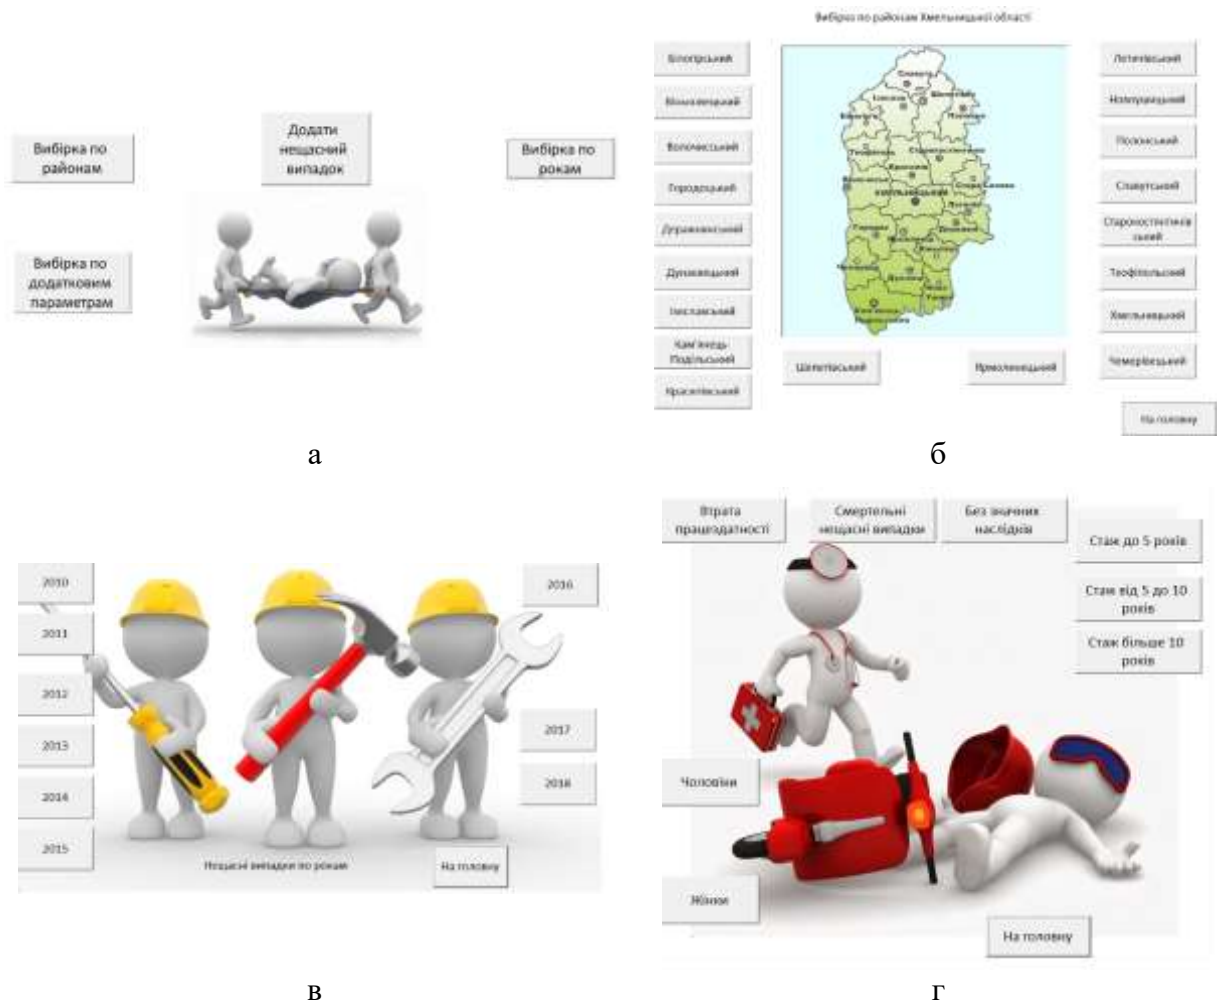 Вибірка по
районам
Додати
нещасний
випадок
Вибірка по
рокам
Вибірка по
додатковим
параметрам
а
Вибірка по районам Хмельницької області
Білогірський
Віньковецький
Волочиський
Городоцький
Деражнянський
Дунаєвецький
Ізяславський
Кам'янець
Подільський
Красилівський
Летичівський
Новоушицький
Полонський
Славутський
Старокостянтинів
ський
Теофіпольський
Хмельницький
Чемеровецький
Шепетівський
Ярмолинецький
На головну
б
2010
2011
2012
2013
2014
2015
2016
2017
2018
Нещасні випадки по рокам
На головну
в
Втрата
працездатності
Смертельні
нещасні випадки
Без значних
наслідків
Стаж до 5 років
Стаж від 5 до 10
років
Стаж більше 10
років
Чоловіки
Жінки
На головну
г